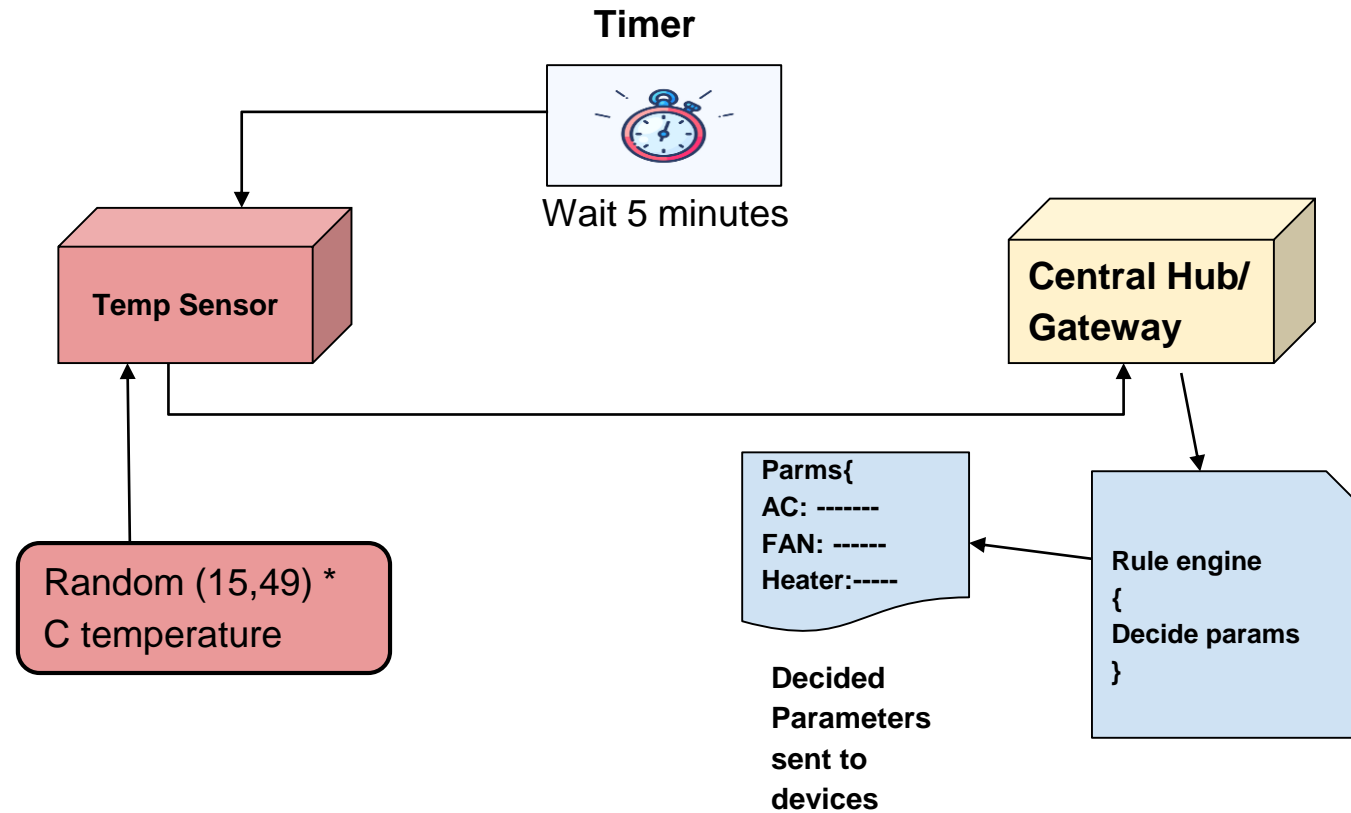 Timer
Wait 5 minutes
Temp Sensor
Central Hub/
Gateway
Parms{
AC: -------
FAN: ------
Heater:-----
Rule engine
{
Decide params
}
Random (15,49) *
C temperature
Decided
Parameters
sent to
devices